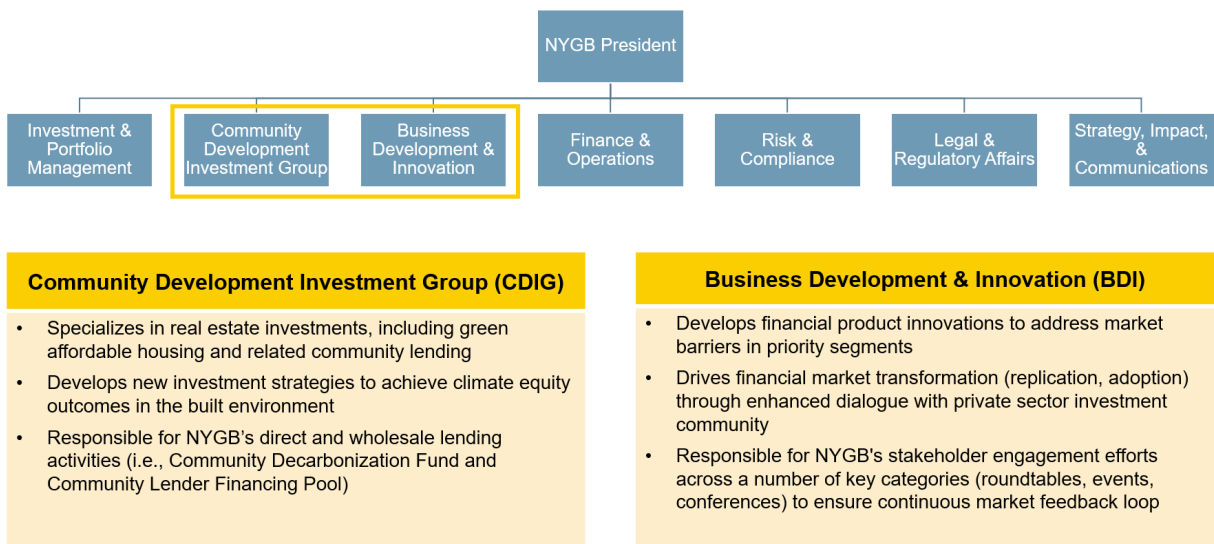 NYGB President
Investment &
Portfolio
Management
Community
Development
Investment Group
Business
Development &
Innovation
Finance &
Operations
Risk &
Compliance
Legal &
Regulatory Affairs
Strategy, Impact,
&
Communications
Community Development Investment Group (CDIG)
• Specializes in real estate investments, including green
affordable housing and related community lending
• Develops new investment strategies to achieve climate equity
outcomes in the built environment
• Responsible for NYGB’s direct and wholesale lending
activities (i.e., Community Decarbonization Fund and
Community Lender Financing Pool)
Business Development & Innovation (BDI)
• Develops financial product innovations to address market
barriers in priority segments
• Drives financial market transformation (replication, adoption)
through enhanced dialogue with private sector investment
community
• Responsible for NYGB's stakeholder engagement efforts
across a number of key categories (roundtables, events,
conferences) to ensure continuous market feedback loop